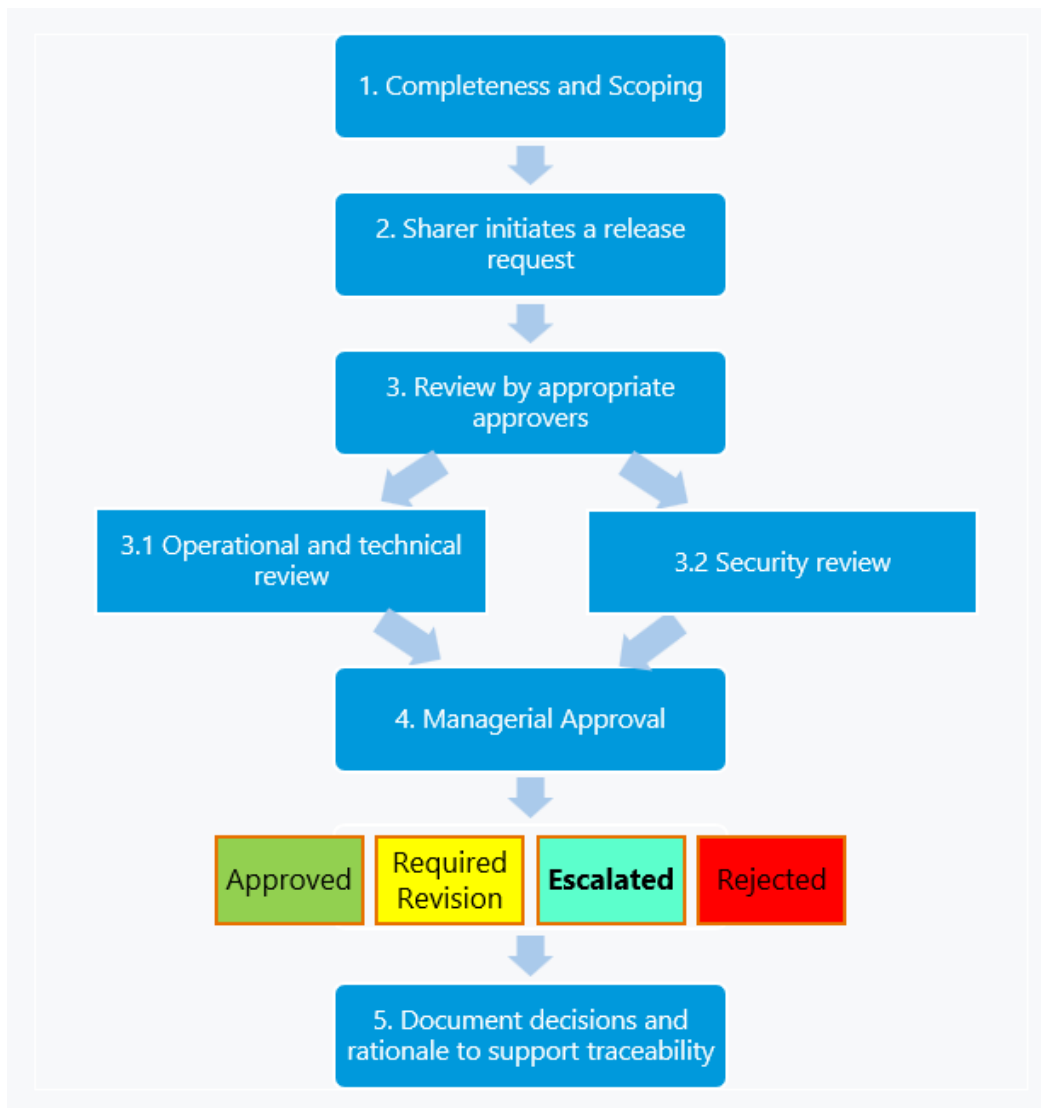 1. Completeness and Scoping
2. Sharer initiates a release
request
3. Review by appropriate
approvers
3.1 Operational and technical
review
3.2 Security review
4. Managerial Approval
Approved
Required
Revision
Escalated
Rejected
5. Document decisions and
rationale to support traceability